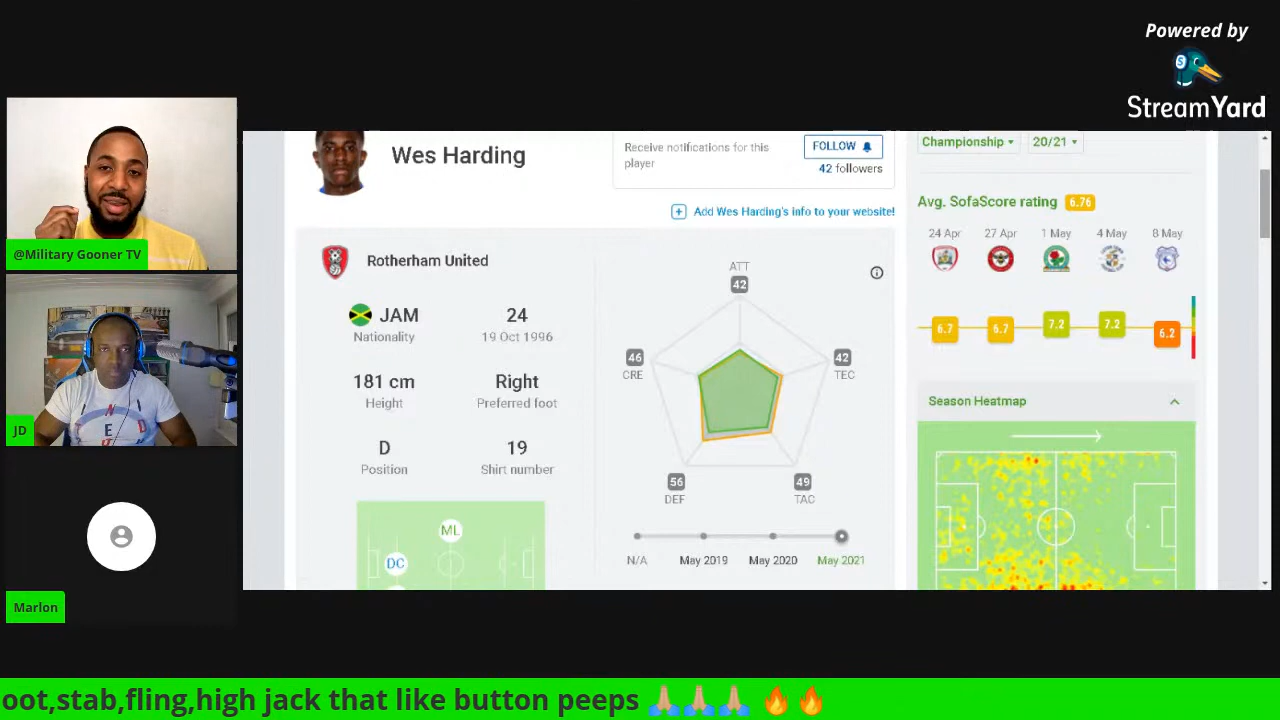 Powered by
StreamYard
@Military Gooner TV
JD
Marlon
Wes Harding
Receive notifications for this
player
FOLLOW
42 followers
Add Wes Harding's info to your website!
Rotherham United
JAM
Nationality
24
19 Oct 1996
181 cm
Height
Right
Preferred foot
D
Position
19
Shirt number
ML
DC
ATT
42
46
CRE
42
TEC
56
DEF
49
TAC
N/A
May 2019
May 2020
May 2021
Championship
20/21
Avg. SofaScore rating 6.76
24 Apr
27 Apr
1 May
4 May
8 May
6.7
6.7
7.2
7.2
6.2
Season Heatmap
oot,stab,fling,high jack that like button peeps 🙏🏽🙏🏽🙏🏽 🔥🔥